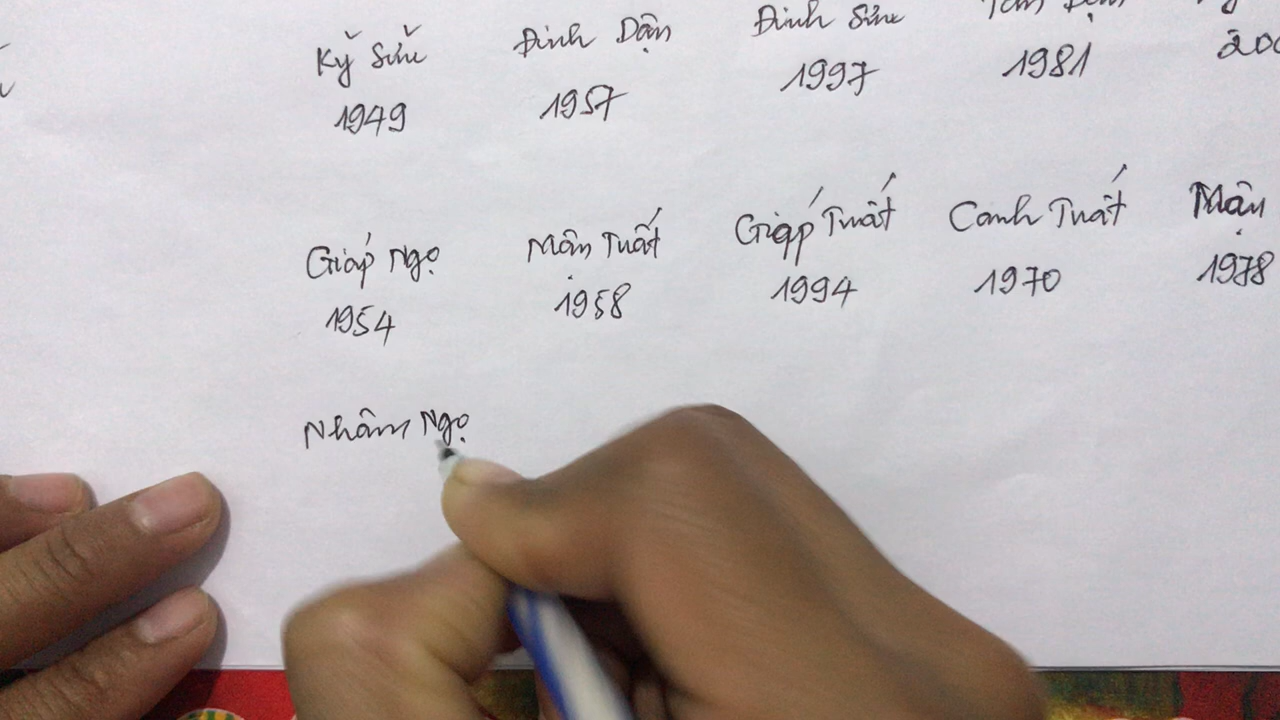 Kỷ Sửu Đinh Dậu Đinh Sửu
1949 1957 1997 1981
Giáp Ngọ Mậu Tuất Giáp Tuất Canh Tuất Mậu
1954 1958 1994 1970 1978
Nhâm Ngọ